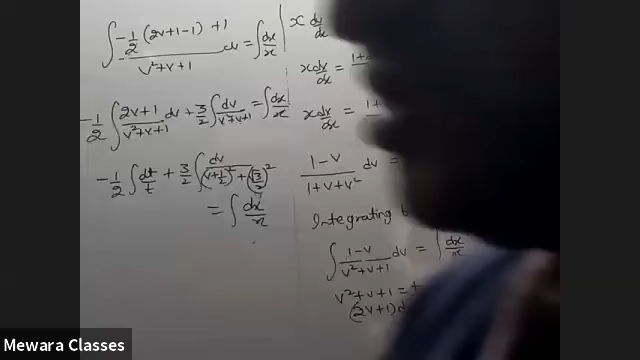 ∫ (-1/2 (2v+1-1) + 1)/(v²+v+1) dv = ∫ dx/x
-1/2 ∫ (2v+1)/(v²+v+1) dv + 3/2 ∫ dv/(v²+v+1) = ∫ dx/x
-1/2 ∫ dt/t + 3/2 ∫ dv/((v+1/2)² + (√3/2)²)
= ∫ dx/x
x dv/dx
x dv/dx = 1+
x dv/dx = 1+
(1-v)/(1+v+v²) dv =
Integrating b
∫ (1-v)/(v²+v+1) dv = ∫ dx/x
v²+v+1 = t
(2v+1)d
Mewara Classes